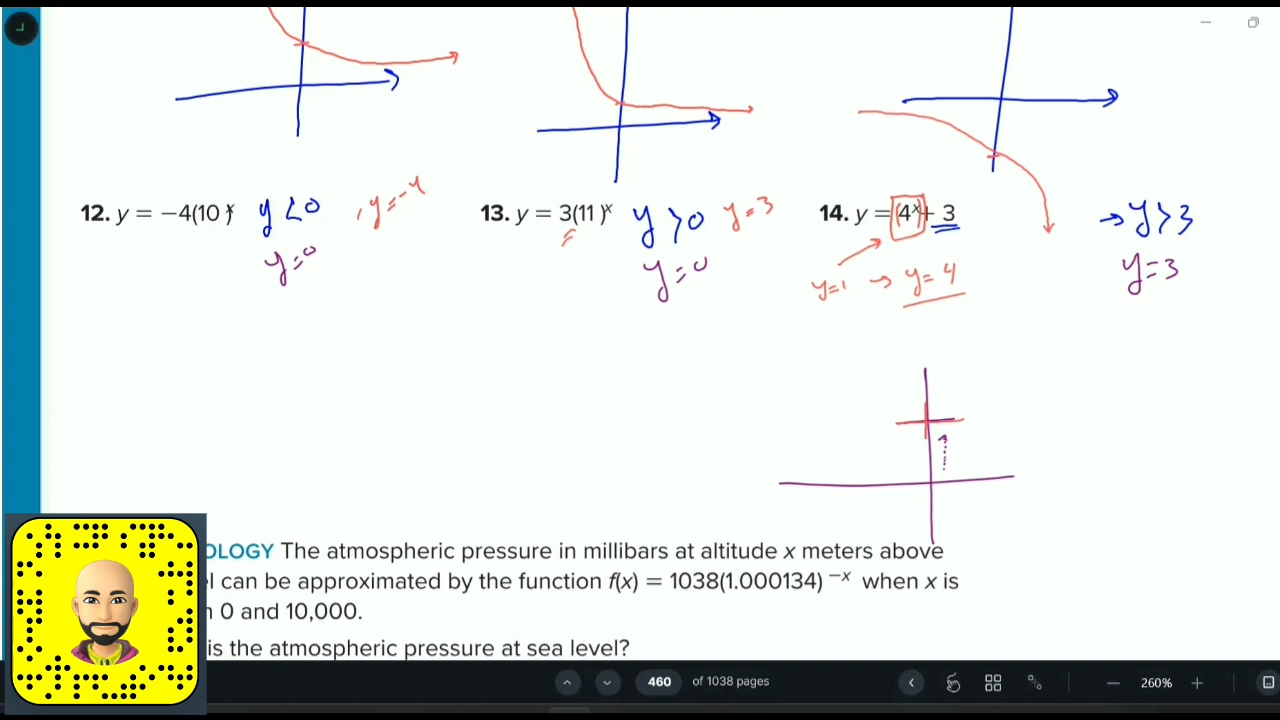 12. y = −4(10)ˣ y < 0 , y = -4
y = 0
13. y = 3(11)ˣ y > 0 y = 3
y = 0
14. y = (4ˣ + 3 → y > 3
y = 1 → y = 4
y = 3
OLOGY The atmospheric pressure in millibars at altitude x meters above
l can be approximated by the function f(x) = 1038(1.000134)⁻ˣ when x is
n 0 and 10,000.
is the atmospheric pressure at sea level?
460 of 1038 pages
260%